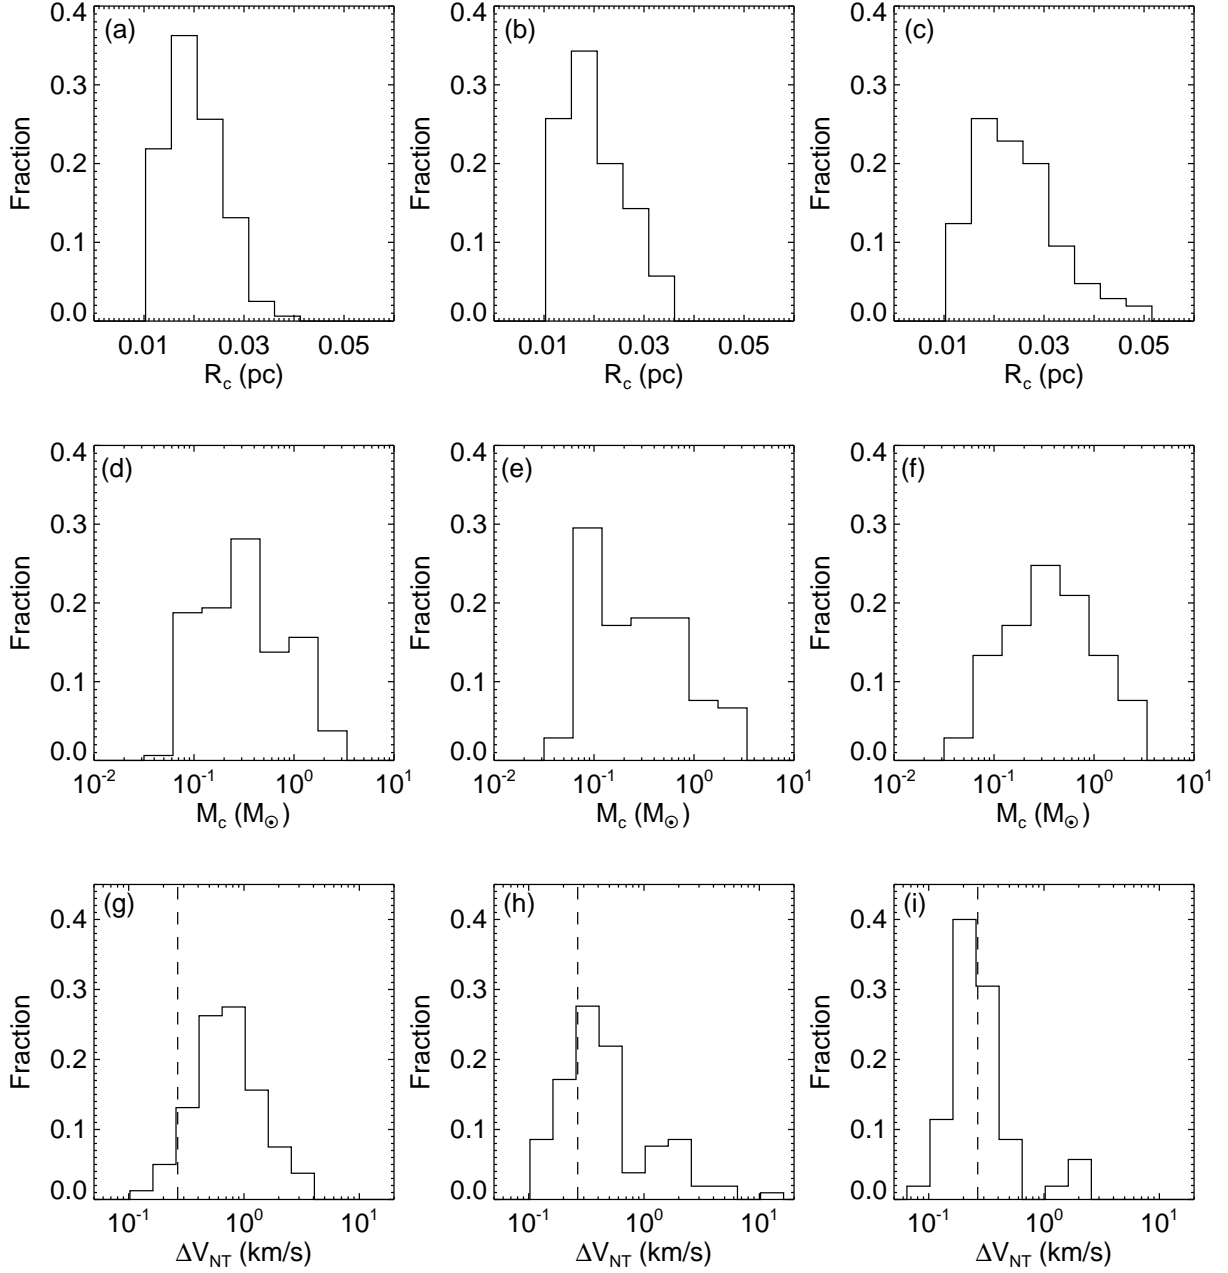 (a) (b) (c)
0.4 0.4 0.4
0.3 0.3 0.3
0.2 0.2 0.2
0.1 0.1 0.1
0.0 0.0 0.0
Fraction Fraction Fraction
0.01 0.03 0.05 0.01 0.03 0.05 0.01 0.03 0.05
R_c (pc) R_c (pc) R_c (pc)
(d) (e) (f)
0.4 0.4 0.4
0.3 0.3 0.3
0.2 0.2 0.2
0.1 0.1 0.1
0.0 0.0 0.0
Fraction Fraction Fraction
10^-2 10^-1 10^0 10^1 10^-2 10^-1 10^0 10^1 10^-2 10^-1 10^0 10^1
M_c (M_⊙) M_c (M_⊙) M_c (M_⊙)
(g) (h) (i)
0.4 0.4 0.4
0.3 0.3 0.3
0.2 0.2 0.2
0.1 0.1 0.1
0.0 0.0 0.0
Fraction Fraction Fraction
10^-1 10^0 10^1 10^-1 10^0 10^1 10^-1 10^0 10^1
ΔV_NT (km/s) ΔV_NT (km/s) ΔV_NT (km/s)